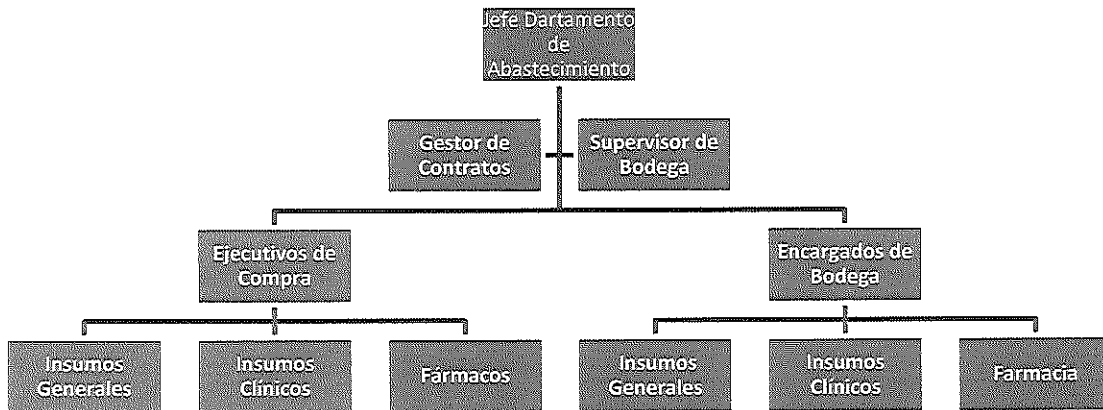 Jefe Dartamento
de
Abastecimiento
Gestor de
Contratos
Supervisor de
Bodega
Ejecutivos de
Compra
Encargados de
Bodega
Insumos
Generales
Insumos
Clínicos
Fármacos
Insumos
Generales
Insumos
Clínicos
Farmacia